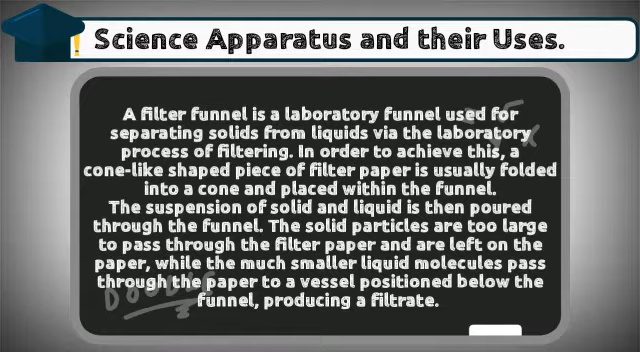 Science Apparatus and their Uses.
A filter funnel is a laboratory funnel used for
separating solids from liquids via the laboratory
process of filtering. In order to achieve this, a
cone-like shaped piece of filter paper is usually folded
into a cone and placed within the funnel.
The suspension of solid and liquid is then poured
through the funnel. The solid particles are too large
to pass through the filter paper and are left on the
paper, while the much smaller liquid molecules pass
through the paper to a vessel positioned below the
funnel, producing a filtrate.
DOODLE